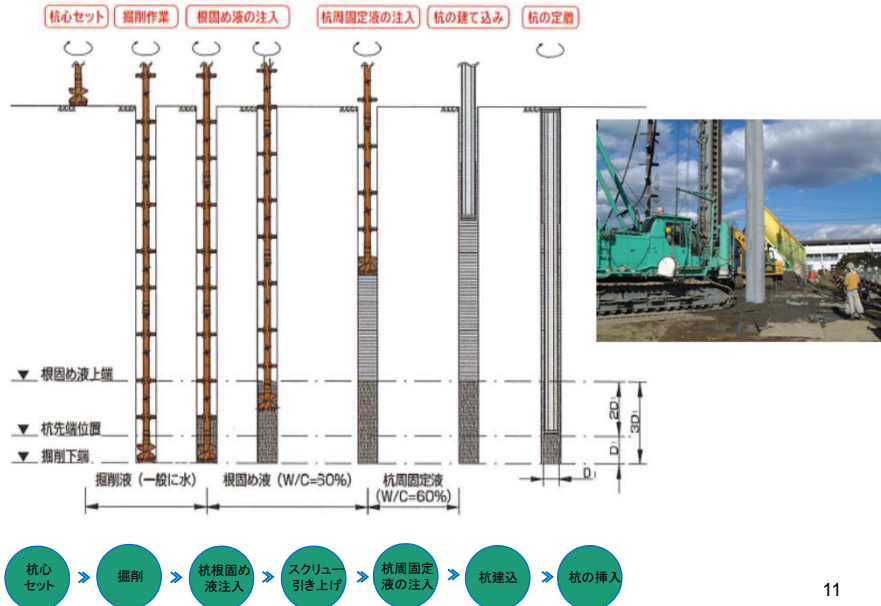 杭心セット
掘削作業
根固め液の注入
杭周固定液の注入
杭の建て込み
杭の定着
▼ 根固め液上端
▼ 杭先端位置
▼ 掘削下端
2D₁
D₁
3D₁
D₁
掘削液（一般に水）
根固め液（W/C=60%）
杭周固定液
(W/C=60%)
杭心
セット
掘削
杭根固め
液注入
スクリュー
引き上げ
杭周固定
液の注入
杭建込
杭の挿入
11